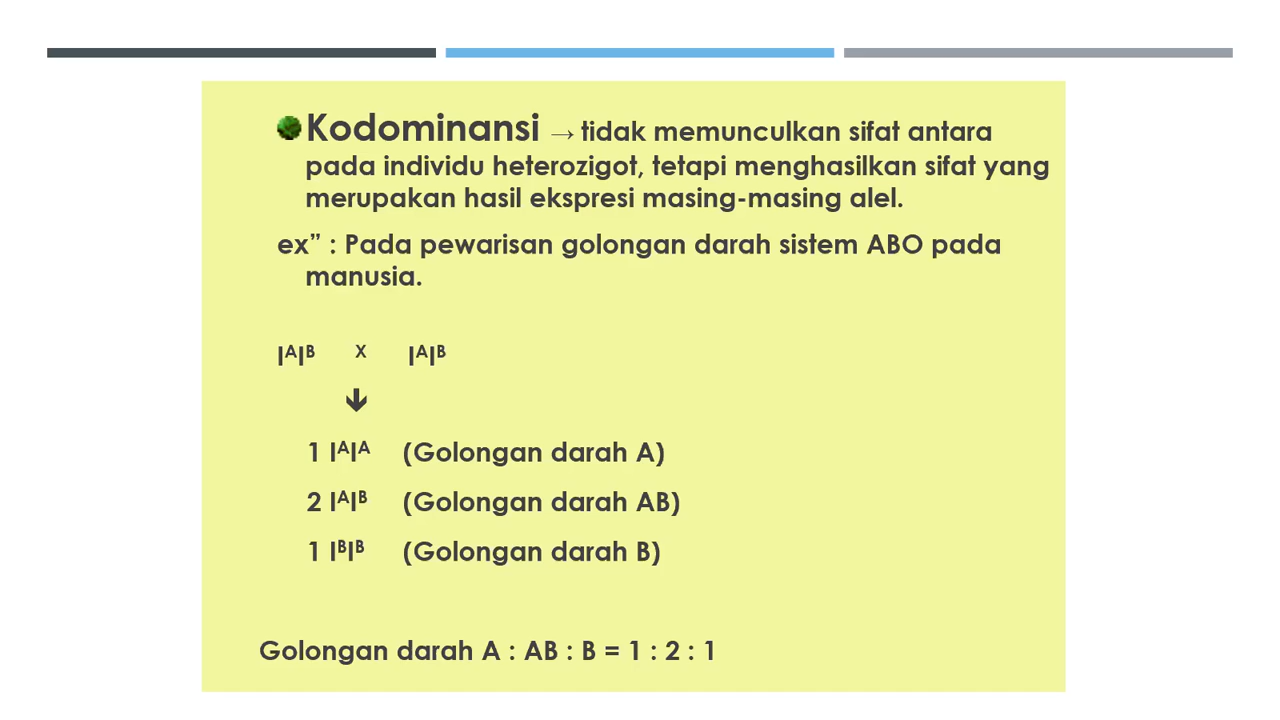 Kodominansi → tidak memunculkan sifat antara
pada individu heterozigot, tetapi menghasilkan sifat yang
merupakan hasil ekspresi masing-masing alel.
ex” : Pada pewarisan golongan darah sistem ABO pada
manusia.
IᴬIᴮ x IᴬIᴮ
🡻
1 IᴬIᴬ (Golongan darah A)
2 IᴬIᴮ (Golongan darah AB)
1 IᴮIᴮ (Golongan darah B)
Golongan darah A : AB : B = 1 : 2 : 1